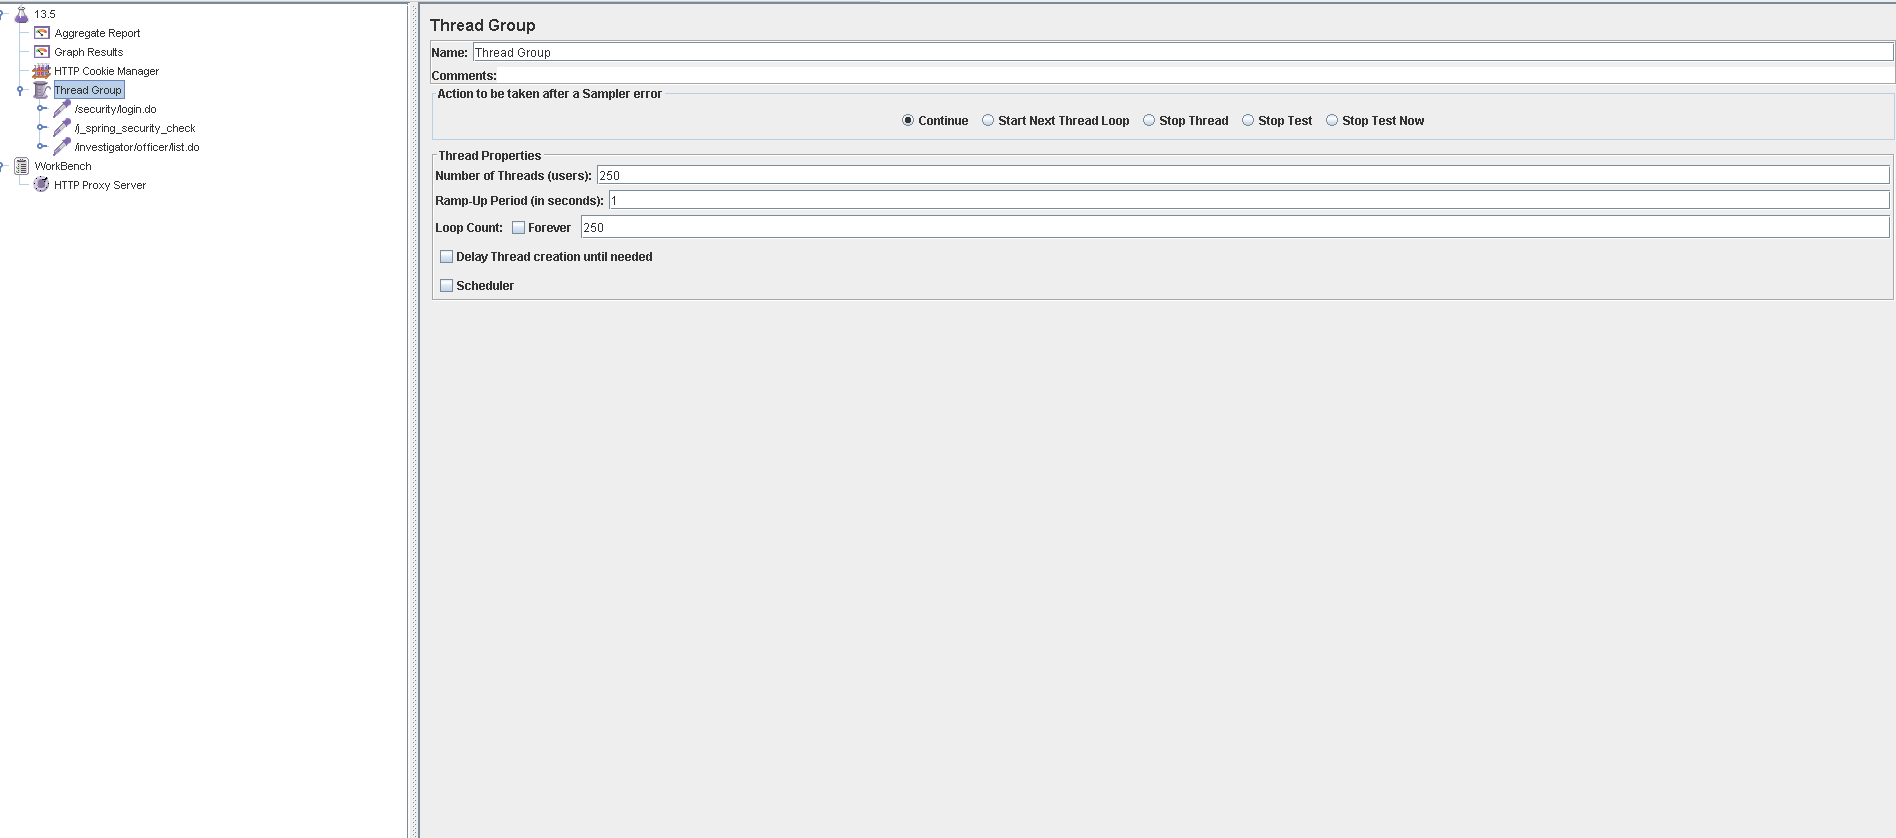 13.5
Aggregate Report
Graph Results
HTTP Cookie Manager
Thread Group
/security/login.do
/j_spring_security_check
/investigator/officer/list.do
WorkBench
HTTP Proxy Server
Thread Group
Name: Thread Group
Comments:
Action to be taken after a Sampler error
Continue Start Next Thread Loop Stop Thread Stop Test Stop Test Now
Thread Properties
Number of Threads (users): 250
Ramp-Up Period (in seconds): 1
Loop Count: Forever 250
Delay Thread creation until needed
Scheduler